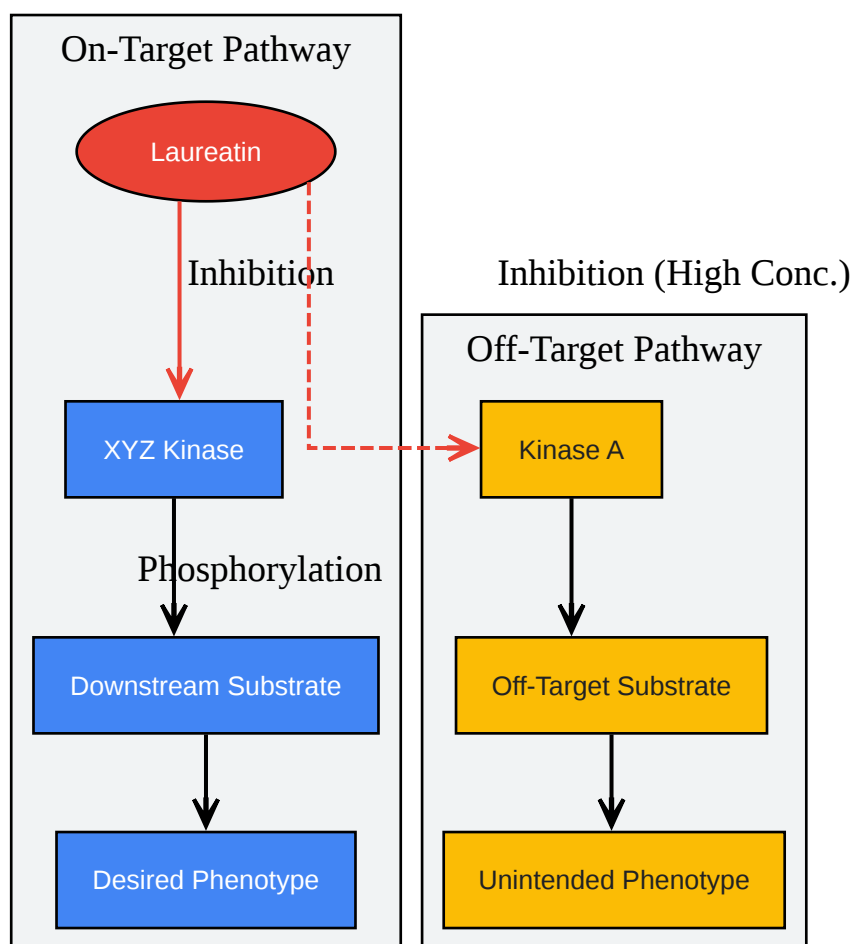 On-Target Pathway
Laureatin
Inhibition
Inhibition (High Conc.)
Off-Target Pathway
XYZ Kinase
Kinase A
Phosphorylation
Downstream Substrate
Off-Target Substrate
Desired Phenotype
Unintended Phenotype